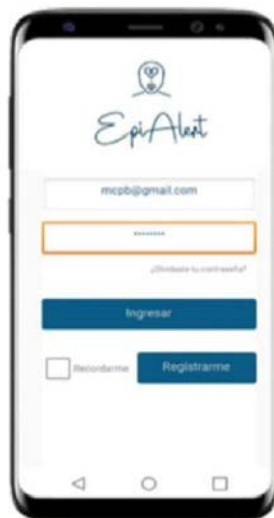 EpiAlert
mcpb@gmail.com
********
¿Olvidaste tu contraseña?
Ingresar
Recordarme
Registrarme